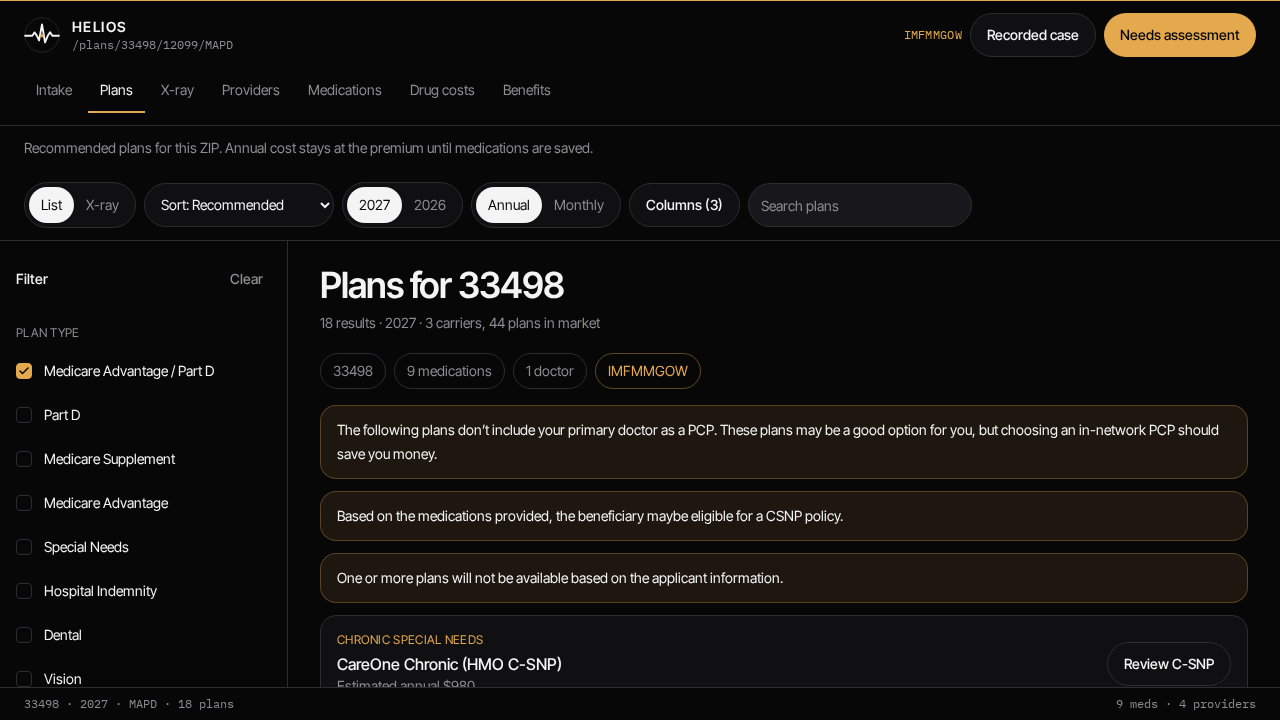 HELIOS
/plans/33498/12099/MAPD
IMFMMGOW
Recorded case
Needs assessment
Intake
Plans
X-ray
Providers
Medications
Drug costs
Benefits
Recommended plans for this ZIP. Annual cost stays at the premium until medications are saved.
List
X-ray
Sort: Recommended
2027
2026
Annual
Monthly
Columns (3)
Search plans
Filter
Clear
PLAN TYPE
Medicare Advantage / Part D
Part D
Medicare Supplement
Medicare Advantage
Special Needs
Hospital Indemnity
Dental
Vision
Plans for 33498
18 results · 2027 · 3 carriers, 44 plans in market
33498
9 medications
1 doctor
IMFMMGOW
The following plans don’t include your primary doctor as a PCP. These plans may be a good option for you, but choosing an in-network PCP should
save you money.
Based on the medications provided, the beneficiary maybe eligible for a CSNP policy.
One or more plans will not be available based on the applicant information.
CHRONIC SPECIAL NEEDS
CareOne Chronic (HMO C-SNP)
Estimated annual $980
Review C-SNP
33498 · 2027 · MAPD · 18 plans
9 meds · 4 providers